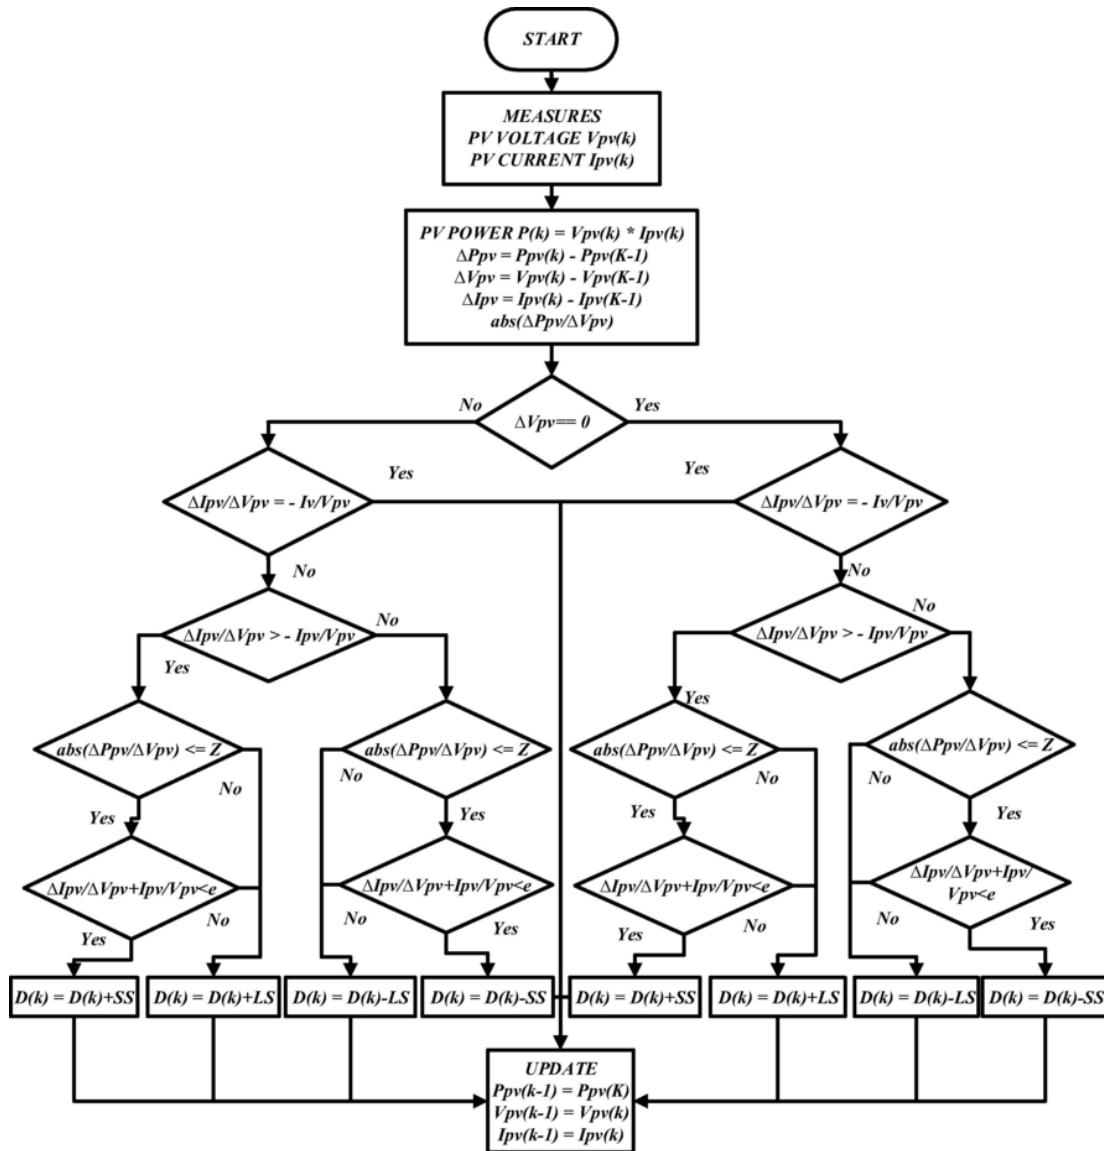 START
MEASURES
PV VOLTAGE Vpv(k)
PV CURRENT Ipv(k)
PV POWER P(k) = Vpv(k) * Ipv(k)
ΔPpv = Ppv(k) - Ppv(K-1)
ΔVpv = Vpv(k) - Vpv(K-1)
ΔIpv = Ipv(k) - Ipv(K-1)
abs(ΔPpv/ΔVpv)
No
Yes
ΔVpv== 0
Yes
Yes
ΔIpv/ΔVpv = - Iv/Vpv
ΔIpv/ΔVpv = - Iv/Vpv
No
No
No
No
ΔIpv/ΔVpv > - Ipv/Vpv
ΔIpv/ΔVpv > - Ipv/Vpv
Yes
Yes
abs(ΔPpv/ΔVpv) <= Z
abs(ΔPpv/ΔVpv) <= Z
abs(ΔPpv/ΔVpv) <= Z
abs(ΔPpv/ΔVpv) <= Z
No
No
No
No
Yes
Yes
Yes
Yes
ΔIpv/ΔVpv+Ipv/Vpv<e
ΔIpv/ΔVpv+Ipv/Vpv<e
ΔIpv/ΔVpv+Ipv/Vpv<e
ΔIpv/ΔVpv+Ipv/
Vpv<e
Yes
No
No
Yes
Yes
No
No
Yes
D(k) = D(k)+SS
D(k) = D(k)+LS
D(k) = D(k)-LS
D(k) = D(k)-SS
D(k) = D(k)+SS
D(k) = D(k)+LS
D(k) = D(k)-LS
D(k) = D(k)-SS
UPDATE
Ppv(k-1) = Ppv(K)
Vpv(k-1) = Vpv(k)
Ipv(k-1) = Ipv(k)